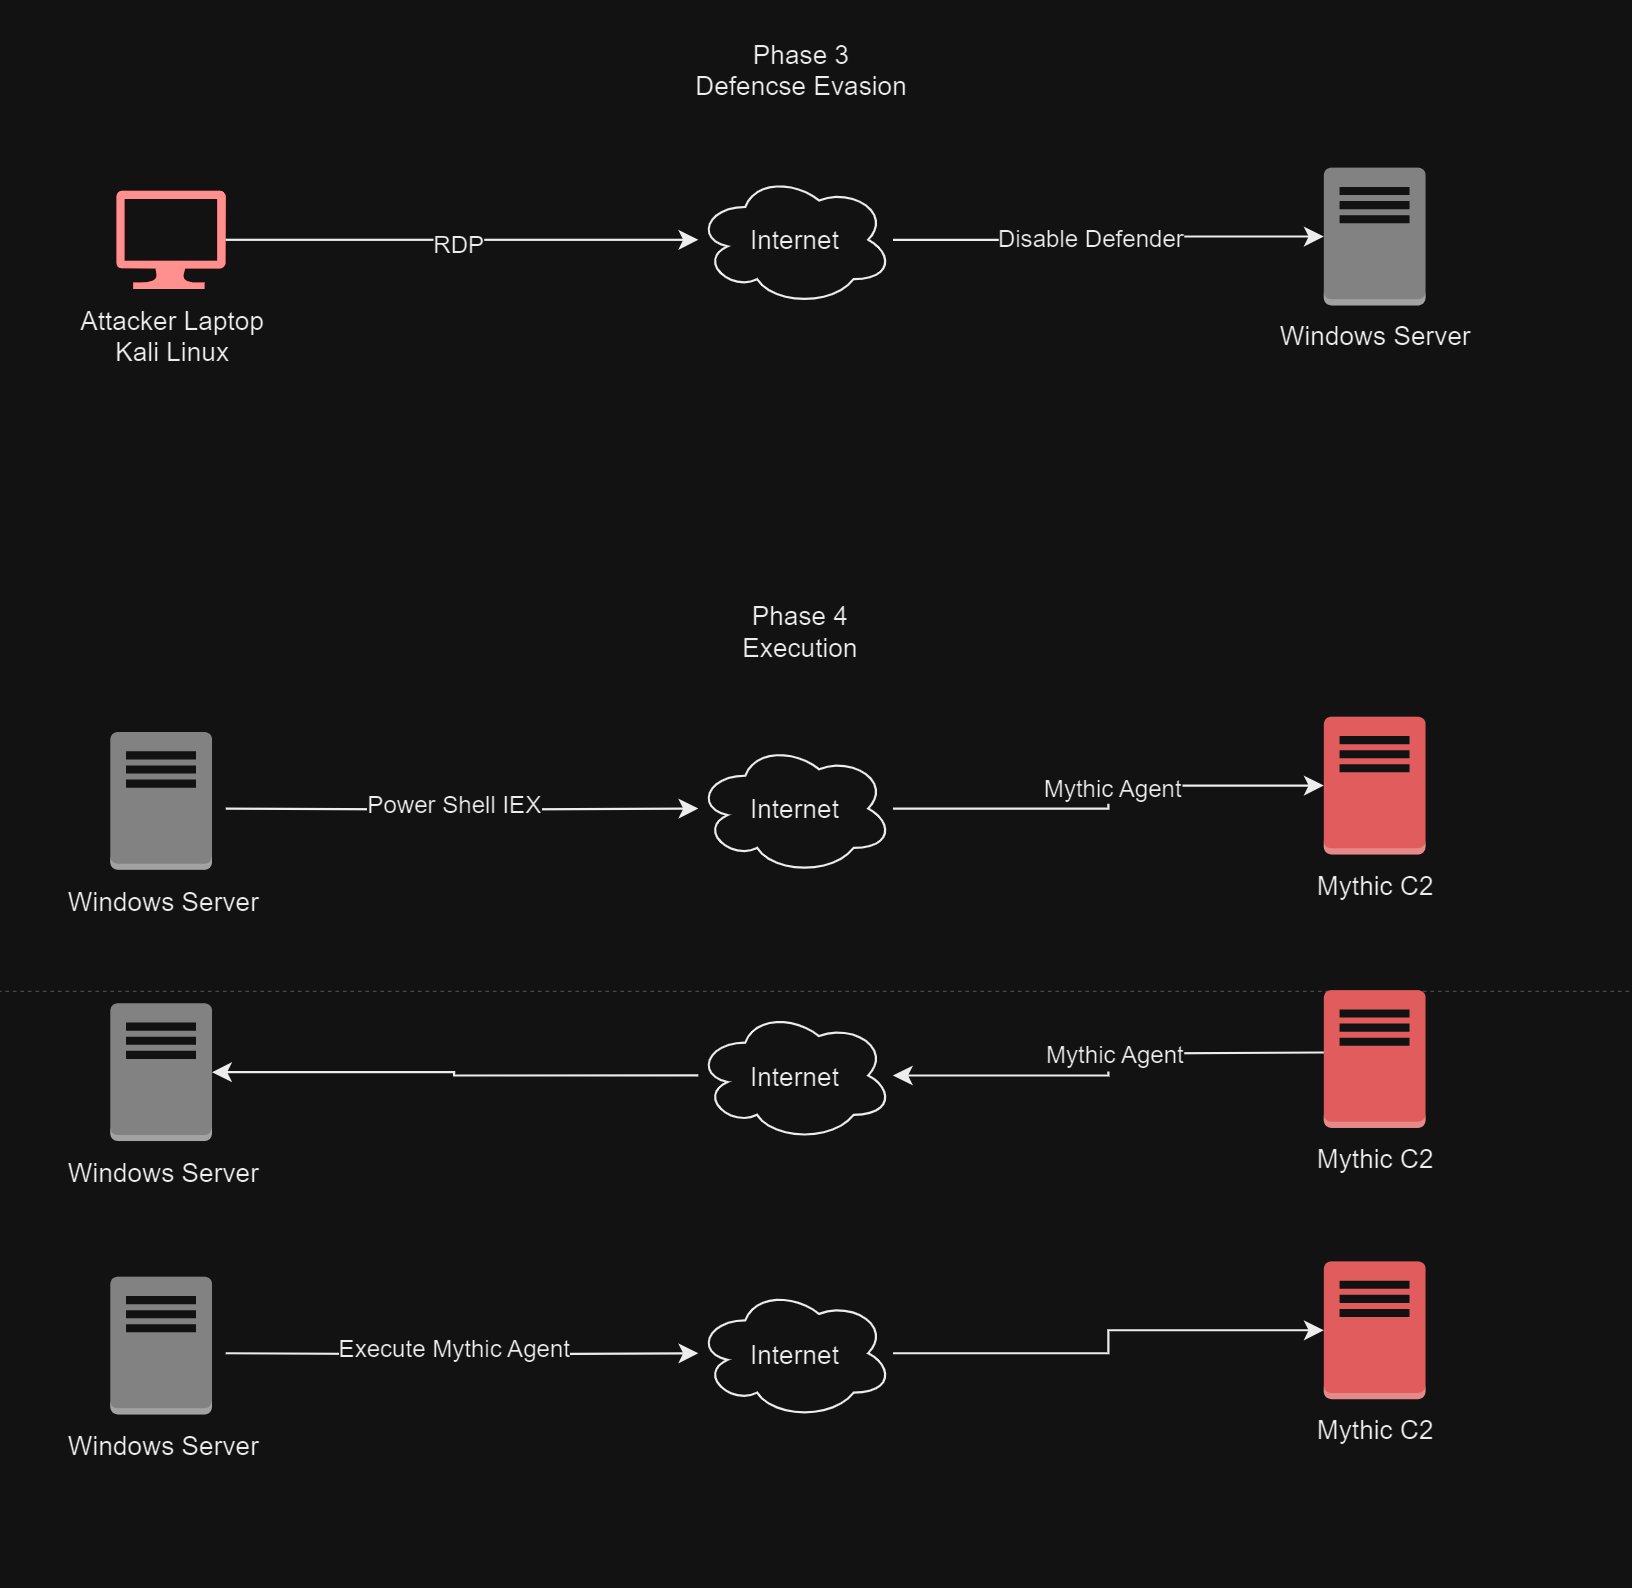 Phase 3
Defencse Evasion
RDP
Internet
Disable Defender
Attacker Laptop
Kali Linux
Windows Server
Phase 4
Execution
Power Shell IEX
Internet
Mythic Agent
Windows Server
Mythic C2
Internet
Mythic Agent
Windows Server
Mythic C2
Execute Mythic Agent
Internet
Windows Server
Mythic C2